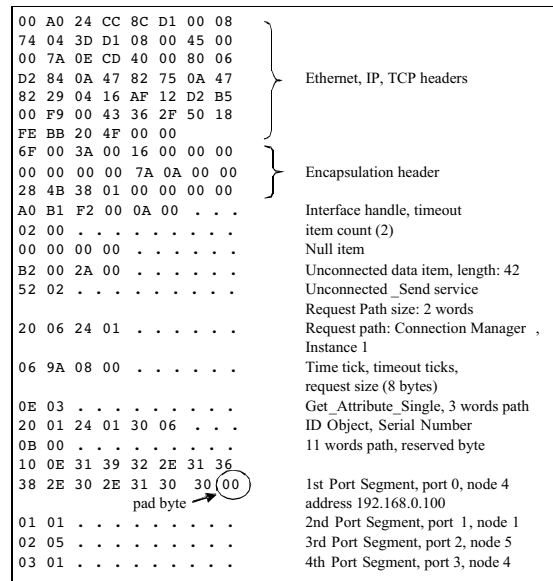 00 A0 24 CC 8C D1 00 08
74 04 3D D1 08 00 45 00
00 7A 0E CD 40 00 80 06
D2 84 0A 47 82 75 0A 47 Ethernet, IP, TCP headers
82 29 04 16 AF 12 D2 B5
00 F9 00 43 36 2F 50 18
FE BB 20 4F 00 00
6F 00 3A 00 16 00 00 00
00 00 00 00 7A 0A 00 00 Encapsulation header
28 4B 38 01 00 00 00 00
A0 B1 F2 00 0A 00 . . . Interface handle, timeout
02 00 . . . . . . . . . item count (2)
00 00 00 00 . . . . . . Null item
B2 00 2A 00 . . . . . . Unconnected data item, length: 42
52 02 . . . . . . . . . Unconnected _Send service
Request Path size: 2 words
20 06 24 01 . . . . . . Request path: Connection Manager ,
Instance 1
06 9A 08 00 . . . . . . Time tick, timeout ticks,
request size (8 bytes)
0E 03 . . . . . . . . . Get_Attribute_Single, 3 words path
20 01 24 01 30 06 . . . ID Object, Serial Number
0B 00 . . . . . . . . . 11 words path, reserved byte
10 0E 31 39 32 2E 31 36
38 2E 30 2E 31 30 30 00 1st Port Segment, port 0, node 4
pad byte address 192.168.0.100
01 01 . . . . . . . . . 2nd Port Segment, port 1, node 1
02 05 . . . . . . . . . 3rd Port Segment, port 2, node 5
03 01 . . . . . . . . . 4th Port Segment, port 3, node 4